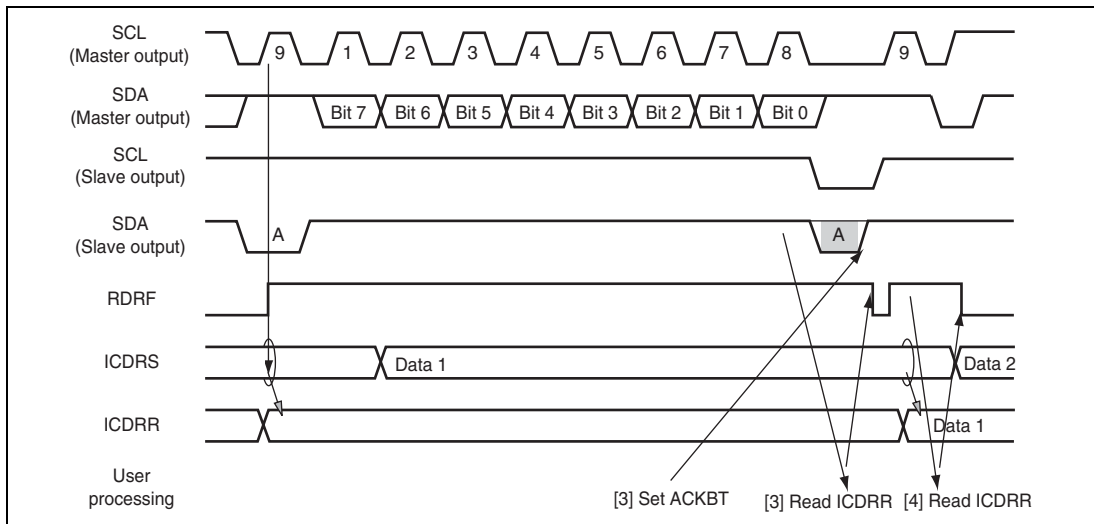 SCL
(Master output)
9 1 2 3 4 5 6 7 8 9
SDA
(Master output)
Bit 7 Bit 6 Bit 5 Bit 4 Bit 3 Bit 2 Bit 1 Bit 0
SCL
(Slave output)
SDA
(Slave output)
A A
RDRF
ICDRS
Data 1 Data 2
ICDRR
Data 1
User
processing
[3] Set ACKBT [3] Read ICDRR [4] Read ICDRR